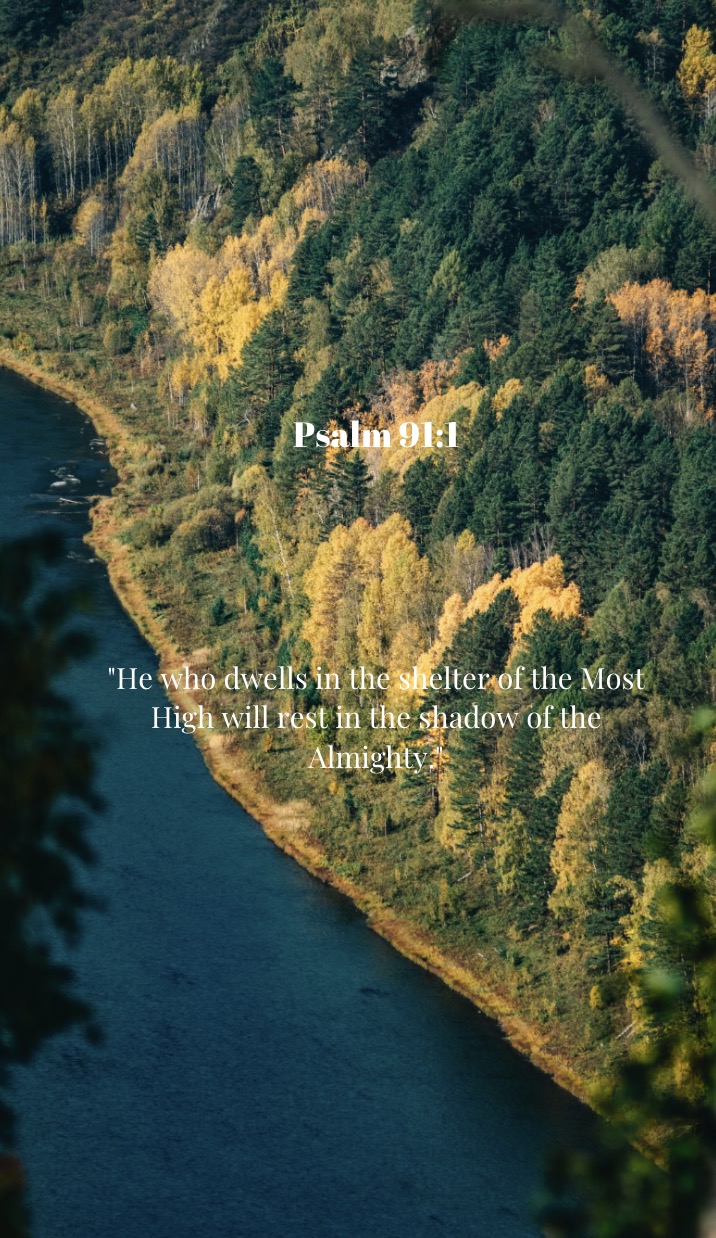 Psalm 91:1
"He who dwells in the shelter of the Most
High will rest in the shadow of the
Almighty."